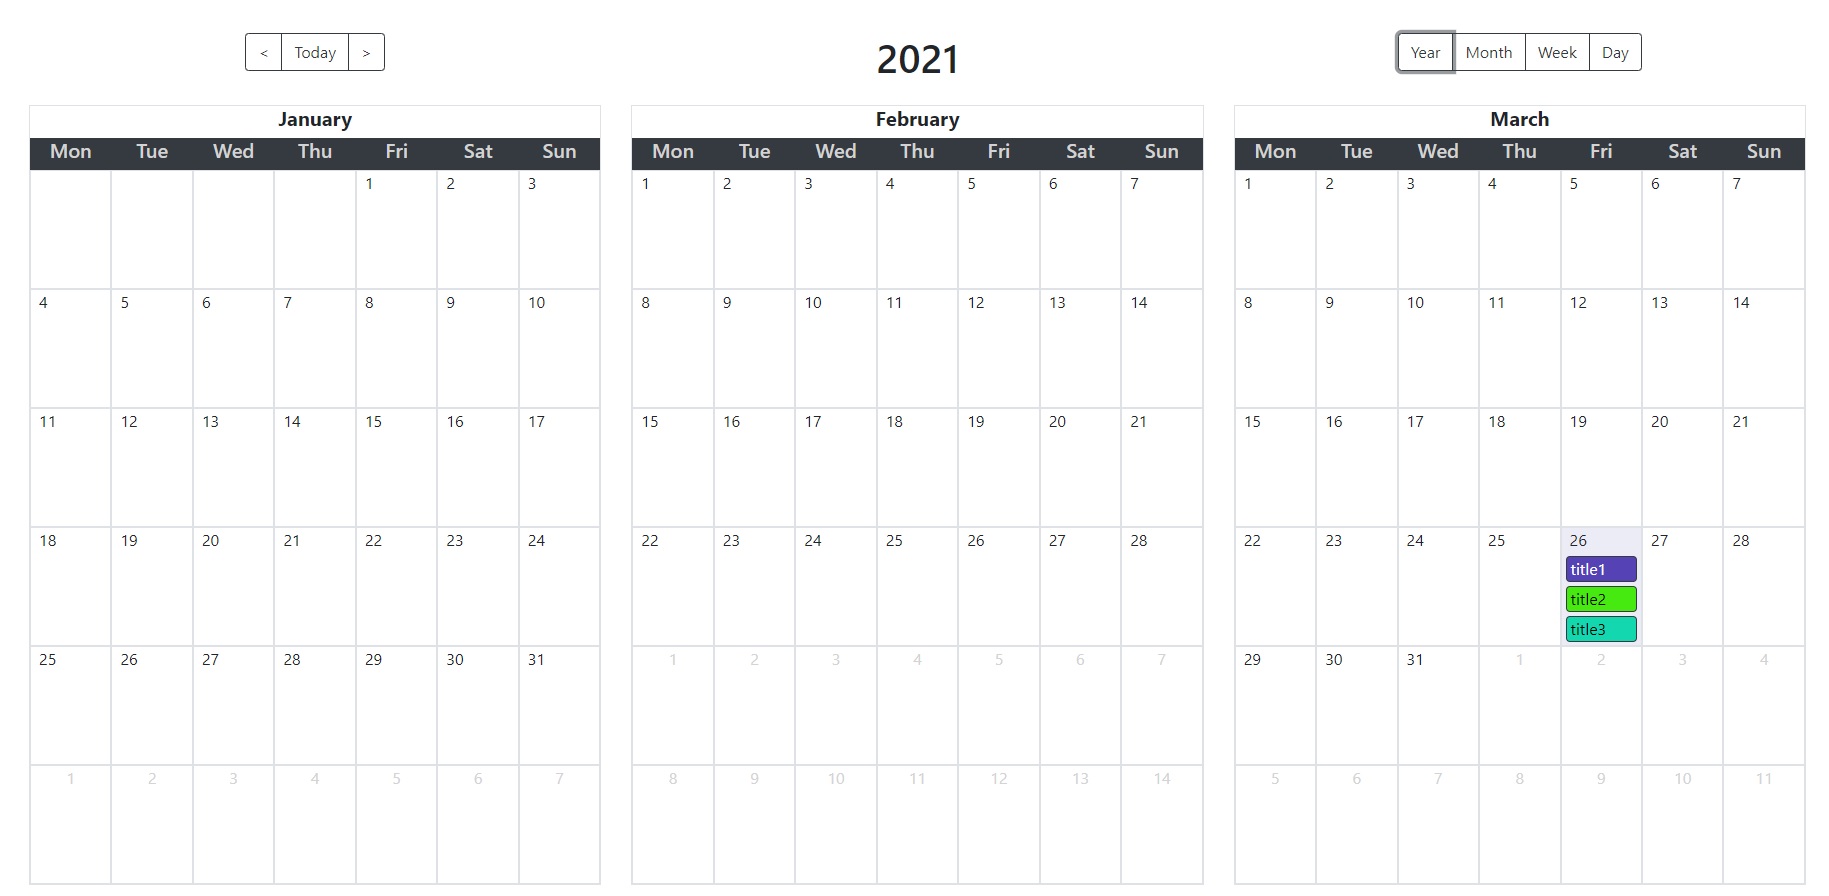 < Today >
2021
Year Month Week Day
January
Mon Tue Wed Thu Fri Sat Sun
1 2 3
4 5 6 7 8 9 10
11 12 13 14 15 16 17
18 19 20 21 22 23 24
25 26 27 28 29 30 31
1 2 3 4 5 6 7
February
Mon Tue Wed Thu Fri Sat Sun
1 2 3 4 5 6 7
8 9 10 11 12 13 14
15 16 17 18 19 20 21
22 23 24 25 26 27 28
1 2 3 4 5 6 7
8 9 10 11 12 13 14
March
Mon Tue Wed Thu Fri Sat Sun
1 2 3 4 5 6 7
8 9 10 11 12 13 14
15 16 17 18 19 20 21
22 23 24 25 26 27 28
title1
title2
title3
29 30 31 1 2 3 4
5 6 7 8 9 10 11